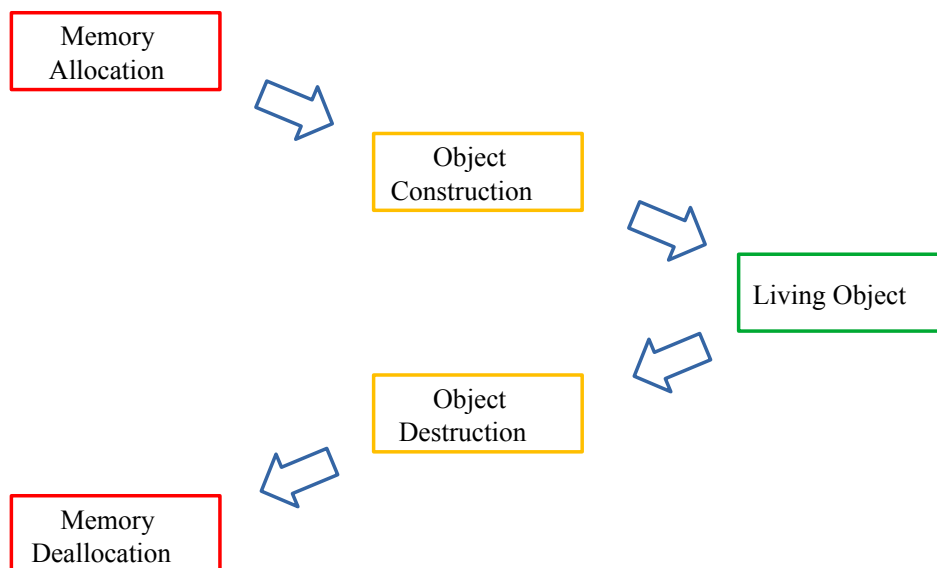 Memory
Allocation
Object
Construction
Living Object
Object
Destruction
Memory
Deallocation